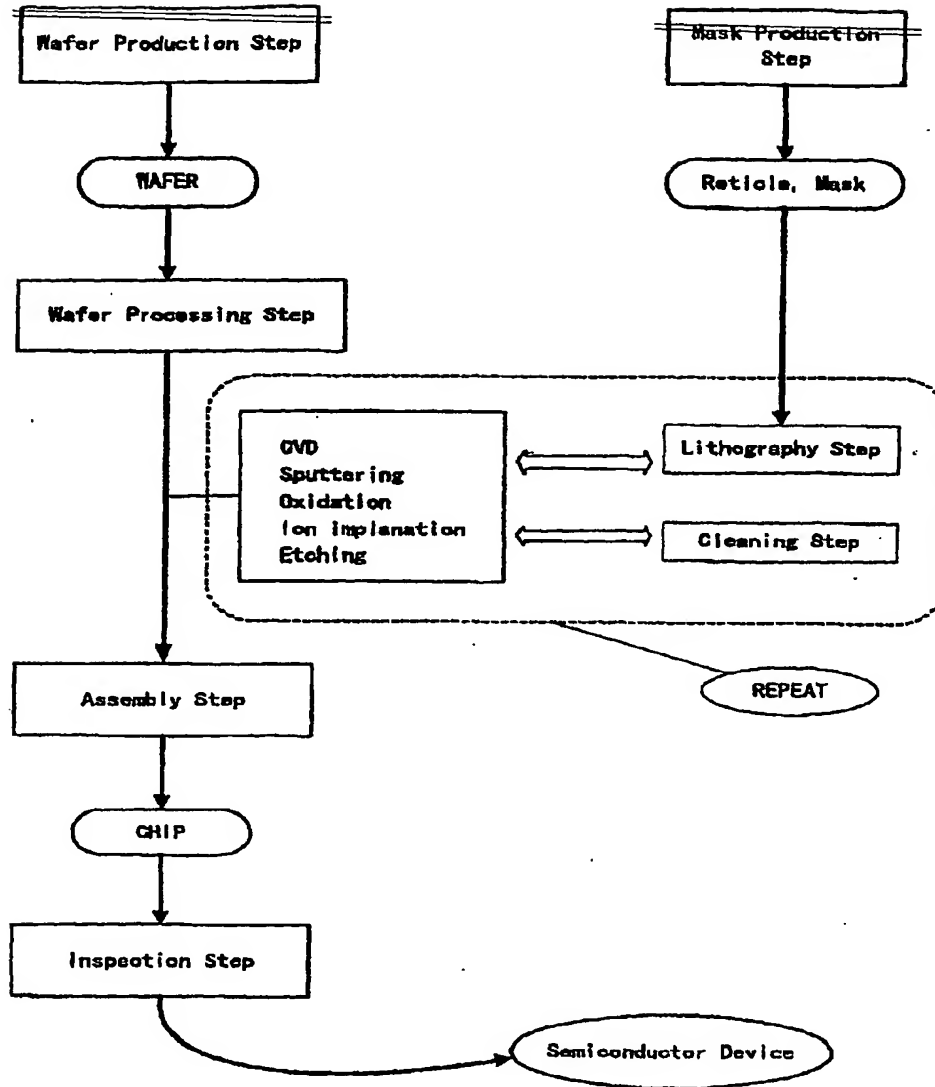 Wafer Production Step
Mask Production
Step
WAFER
Reticle, Mask
Wafer Processing Step
CVD
Sputtering
Oxidation
Ion implanation
Etching
Lithography Step
Cleaning Step
Assembly Step
REPEAT
CHIP
Inspection Step
Semiconductor Device